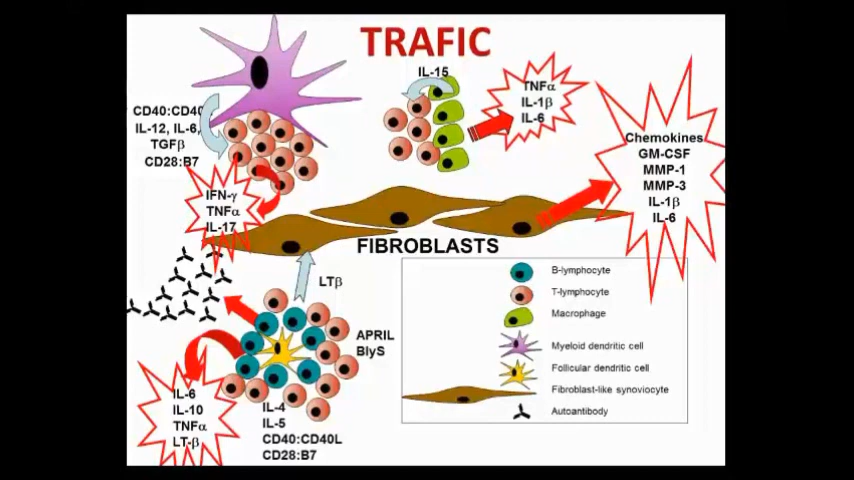 TRAFIC
IL-15
CD40:CD40
IL-12, IL-6,
TGFβ
CD28:B7
TNFα
IL-1β
IL-6
Chemokines
GM-CSF
MMP-1
MMP-3
IL-1β
IL-6
IFN-γ
TNFα
IL-17
FIBROBLASTS
LTβ
APRIL
BlyS
IL-6
IL-10
TNFα
LT-β
IL-4
IL-5
CD40:CD40L
CD28:B7
B-lymphocyte
T-lymphocyte
Macrophage
Myeloid dendritic cell
Follicular dendritic cell
Fibroblast-like synoviocyte
Autoantibody